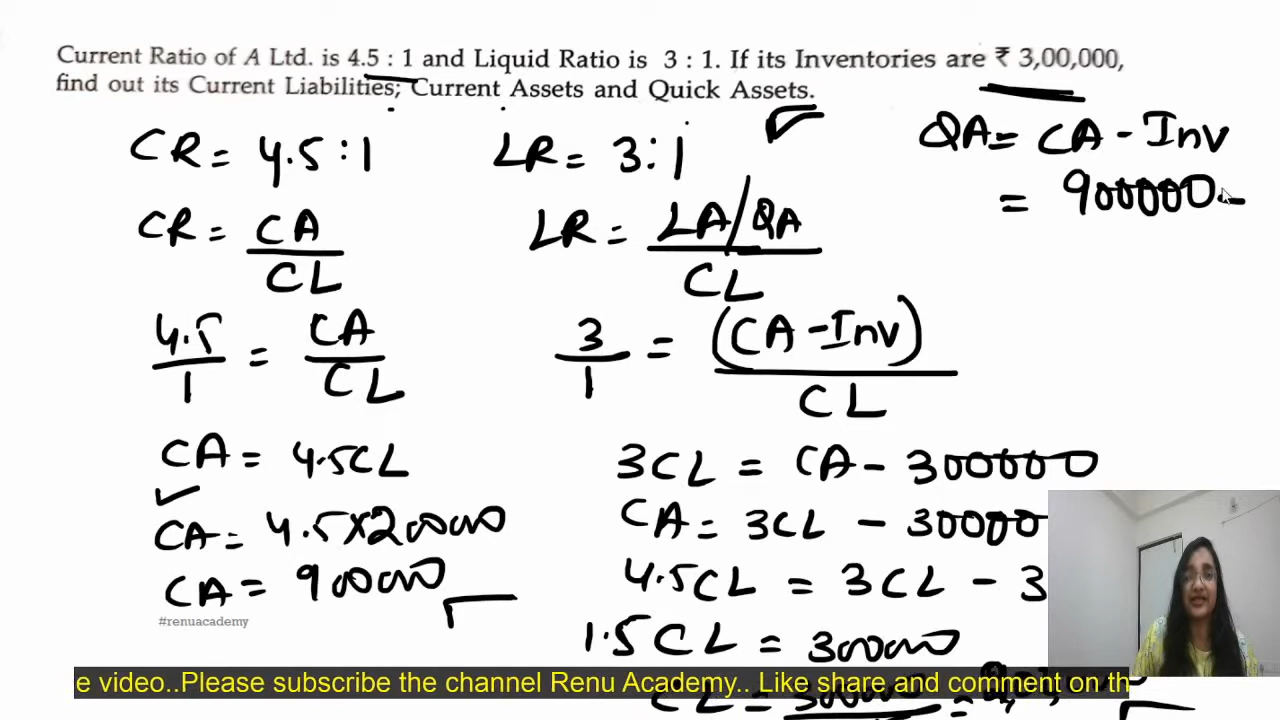 Current Ratio of A Ltd. is 4.5 : 1 and Liquid Ratio is 3 : 1. If its Inventories are ₹ 3,00,000,
find out its Current Liabilities; Current Assets and Quick Assets.
CR = 4.5 : 1
CR = CA
CL
4.5 = CA
1 CL
CA = 4.5CL
CA = 4.5×200000
CA = 900000
#renuacademy
LR = 3 : 1
LR = LA/QA
CL
3 = (CA - Inv)
1 CL
3CL = CA - 300000
CA = 3CL - 30000
4.5CL = 3CL - 3
1.5CL = 300000
CL = 300000 =
QA = CA - Inv
= 900000 -
e video..Please subscribe the channel Renu Academy.. Like share and comment on th